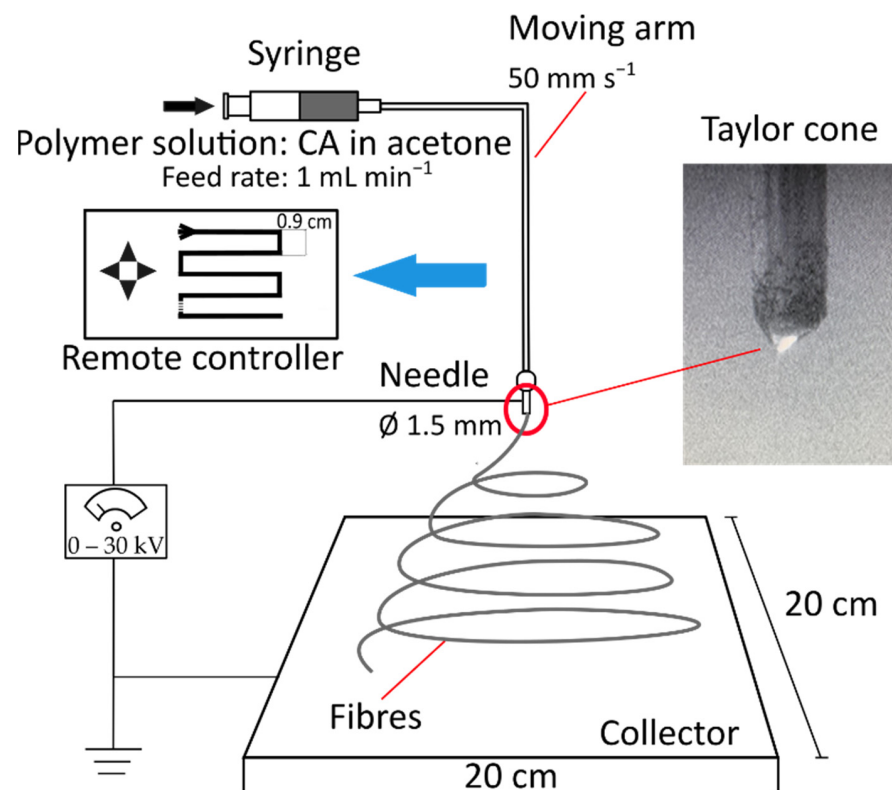 Moving arm
50 mm s⁻¹
Syringe
Polymer solution: CA in acetone
Feed rate: 1 mL min⁻¹
Taylor cone
0.9 cm
Remote controller
Needle
Ø 1.5 mm
0 – 30 kV
20 cm
Fibres
Collector
20 cm